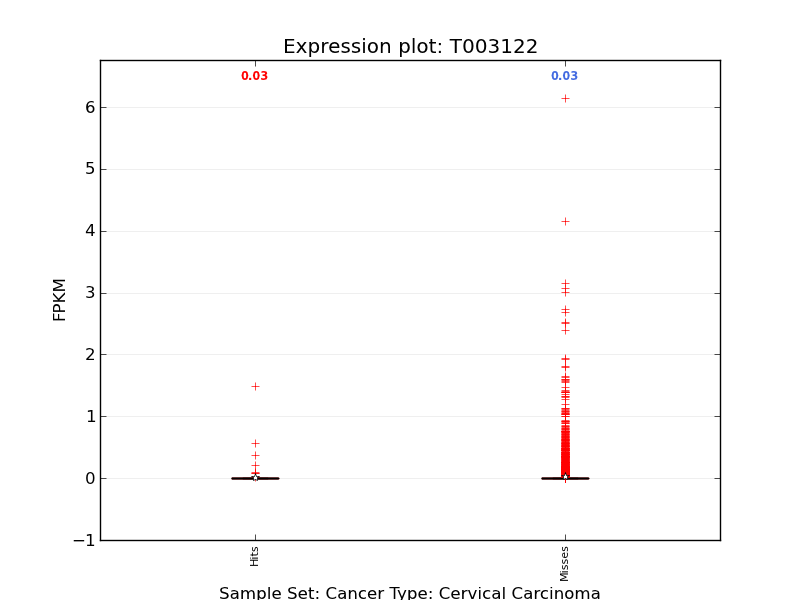 Expression plot: T003122
0.03
0.03
6
5
4
3
2
1
0
−1
FPKM
Hits
Misses
Sample Set: Cancer Type: Cervical Carcinoma